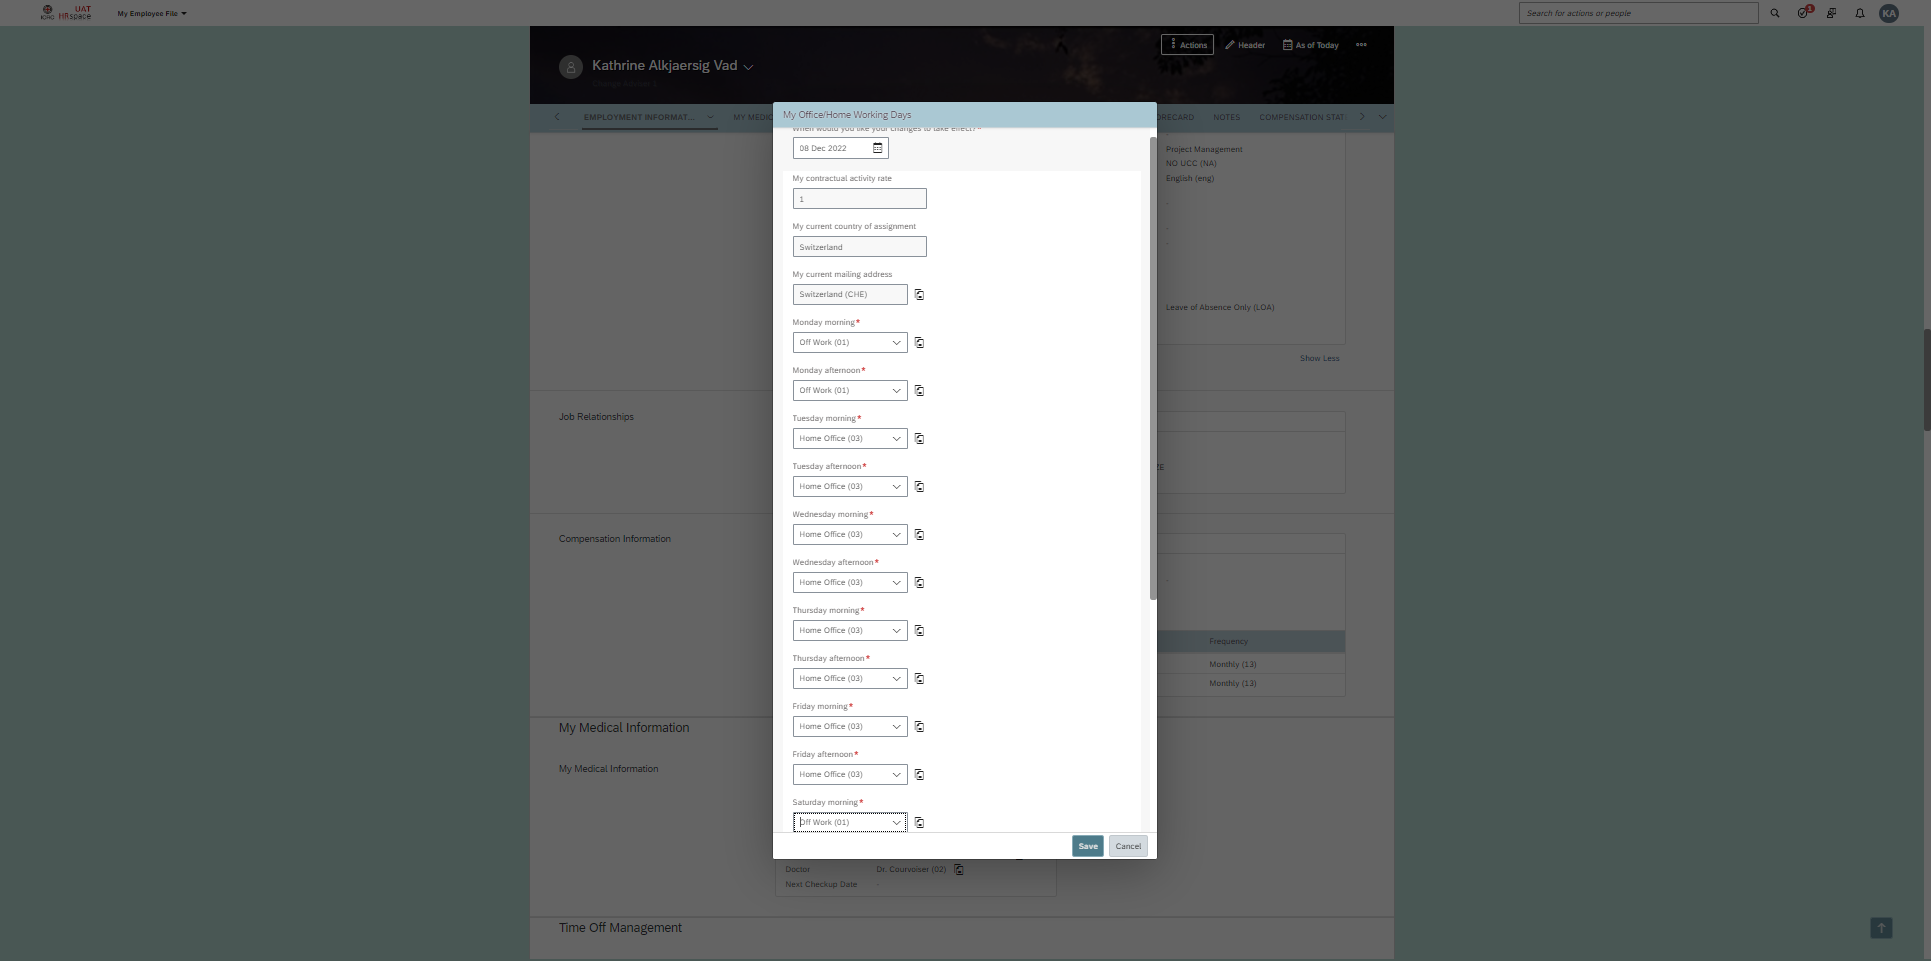 UAT
ICRC HRspace
My Employee File
Search for actions or people
1
KA
Actions
Header
As of Today
Kathrine Alkjaersig Vad
EMPLOYMENT INFORMAT...
MY MEDIC
ORECARD
NOTES
COMPENSATION STAT
My Office/Home Working Days
When would you like your changes to take effect? *
08 Dec 2022
My contractual activity rate
1
My current country of assignment
Switzerland
My current mailing address
Switzerland (CHE)
Monday morning*
Off Work (01)
Monday afternoon*
Off Work (01)
Tuesday morning*
Home Office (03)
Tuesday afternoon*
Home Office (03)
Wednesday morning*
Home Office (03)
Wednesday afternoon*
Home Office (03)
Thursday morning*
Home Office (03)
Thursday afternoon*
Home Office (03)
Friday morning*
Home Office (03)
Friday afternoon*
Home Office (03)
Saturday morning*
Off Work (01)
Save
Cancel
Project Management
NO UCC (NA)
English (eng)
Leave of Absence Only (LOA)
Show Less
Job Relationships
ZE
Compensation Information
Frequency
Monthly (13)
Monthly (13)
My Medical Information
My Medical Information
Doctor
Dr. Courvoiser (02)
Next Checkup Date
-
Time Off Management